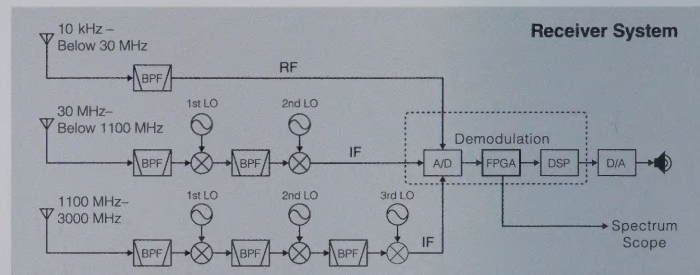 Receiver System
10 kHz –
Below 30 MHz
BPF
RF
30 MHz–
Below 1100 MHz
1st LO
2nd LO
BPF
BPF
IF
Demodulation
A/D
FPGA
DSP
D/A
1100 MHz–
3000 MHz
1st LO
2nd LO
3rd LO
BPF
BPF
BPF
IF
Spectrum
Scope